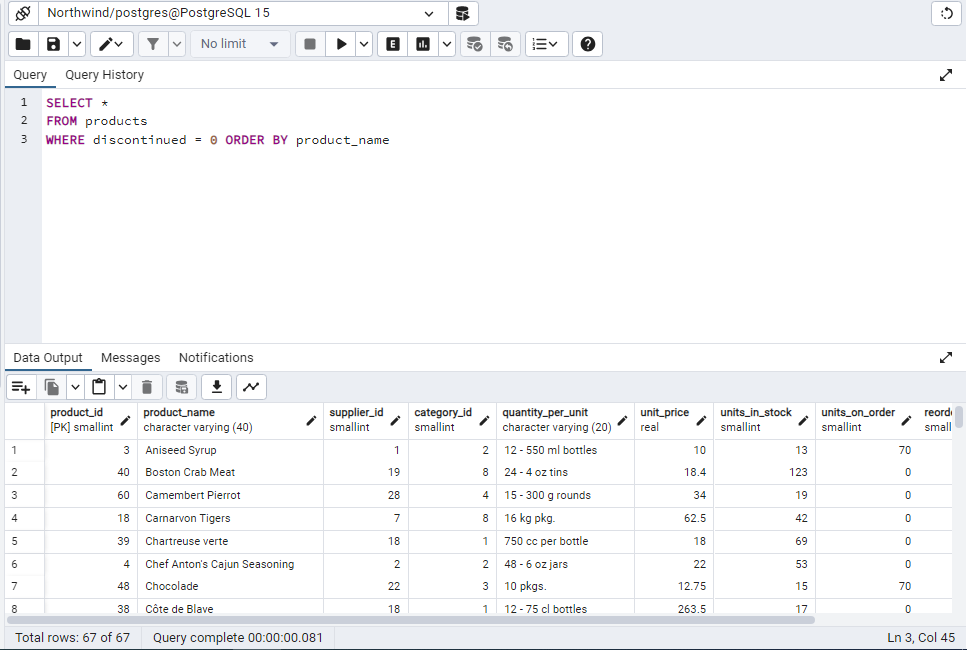 Northwind/postgres@PostgreSQL 15
No limit
E
Query Query History
1 SELECT *
2 FROM products
3 WHERE discontinued = 0 ORDER BY product_name
Data Output Messages Notifications
product_id product_name supplier_id category_id quantity_per_unit unit_price units_in_stock units_on_order reorde
[PK] smallint character varying (40) smallint smallint character varying (20) real smallint smallint small
1 3 Aniseed Syrup 1 2 12 - 550 ml bottles 10 13 70
2 40 Boston Crab Meat 19 8 24 - 4 oz tins 18.4 123 0
3 60 Camembert Pierrot 28 4 15 - 300 g rounds 34 19 0
4 18 Carnarvon Tigers 7 8 16 kg pkg. 62.5 42 0
5 39 Chartreuse verte 18 1 750 cc per bottle 18 69 0
6 4 Chef Anton's Cajun Seasoning 2 2 48 - 6 oz jars 22 53 0
7 48 Chocolade 22 3 10 pkgs. 12.75 15 70
8 38 Côte de Blaye 18 1 12 - 75 cl bottles 263.5 17 0
Total rows: 67 of 67 Query complete 00:00:00.081 Ln 3, Col 45